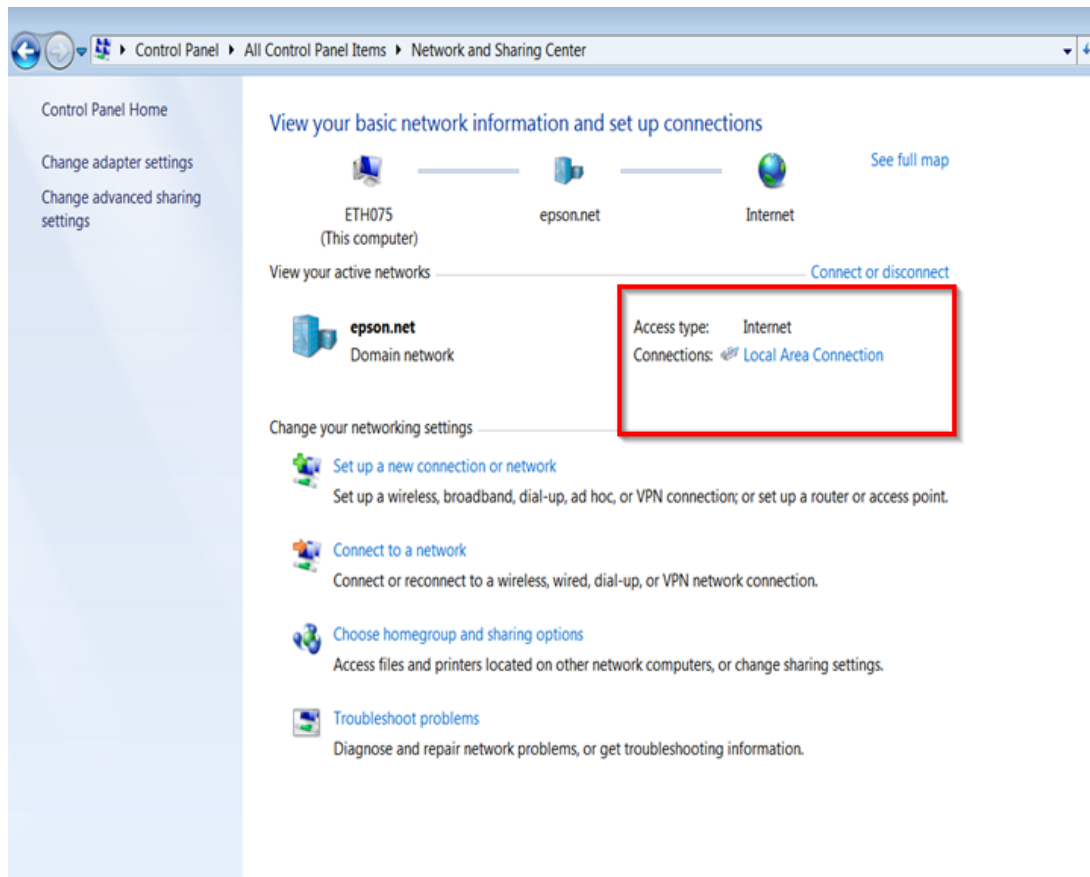 Control Panel ▸ All Control Panel Items ▸ Network and Sharing Center
Control Panel Home
Change adapter settings
Change advanced sharing
settings
View your basic network information and set up connections
See full map
ETH075
(This computer)
epson.net
Internet
View your active networks
Connect or disconnect
epson.net
Domain network
Access type: Internet
Connections: Local Area Connection
Change your networking settings
Set up a new connection or network
Set up a wireless, broadband, dial-up, ad hoc, or VPN connection; or set up a router or access point.
Connect to a network
Connect or reconnect to a wireless, wired, dial-up, or VPN network connection.
Choose homegroup and sharing options
Access files and printers located on other network computers, or change sharing settings.
Troubleshoot problems
Diagnose and repair network problems, or get troubleshooting information.